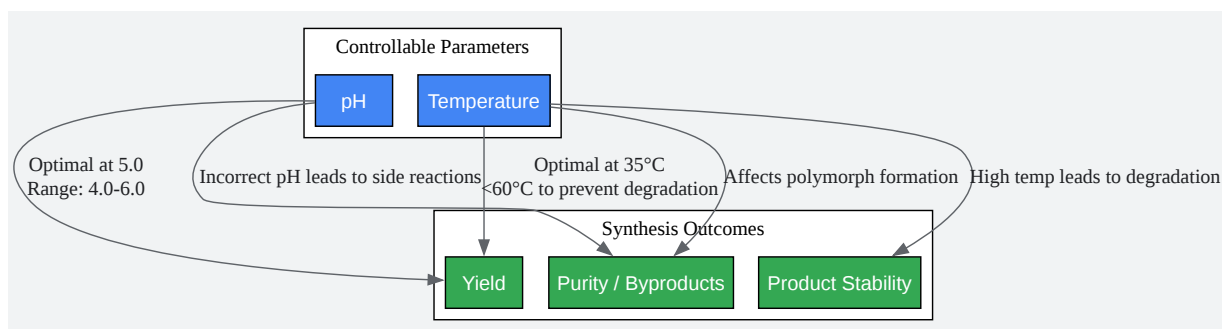 Controllable Parameters
pH
Temperature
Optimal at 5.0
Range: 4.0-6.0
Incorrect pH leads to side reactions
Optimal at 35°C
<60°C to prevent degradation
Affects polymorph formation
High temp leads to degradation
Synthesis Outcomes
Yield
Purity / Byproducts
Product Stability